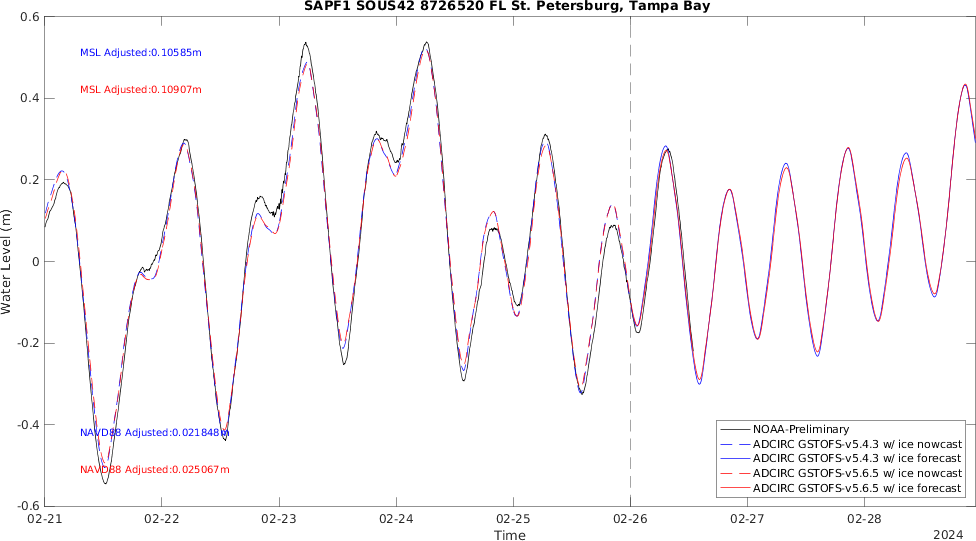 SAPF1 SOUS42 8726520 FL St. Petersburg, Tampa Bay
0.6
0.4
0.2
0
-0.2
-0.4
-0.6
Water Level (m)
MSL Adjusted:0.10585m
MSL Adjusted:0.10907m
NAVD88 Adjusted:0.021848m
NAVD88 Adjusted:0.025067m
NOAA-Preliminary
ADCIRC GSTOFS-v5.4.3 w/ ice nowcast
ADCIRC GSTOFS-v5.4.3 w/ ice forecast
ADCIRC GSTOFS-v5.6.5 w/ ice nowcast
ADCIRC GSTOFS-v5.6.5 w/ ice forecast
02-21 02-22 02-23 02-24 02-25 02-26 02-27 02-28
Time
2024